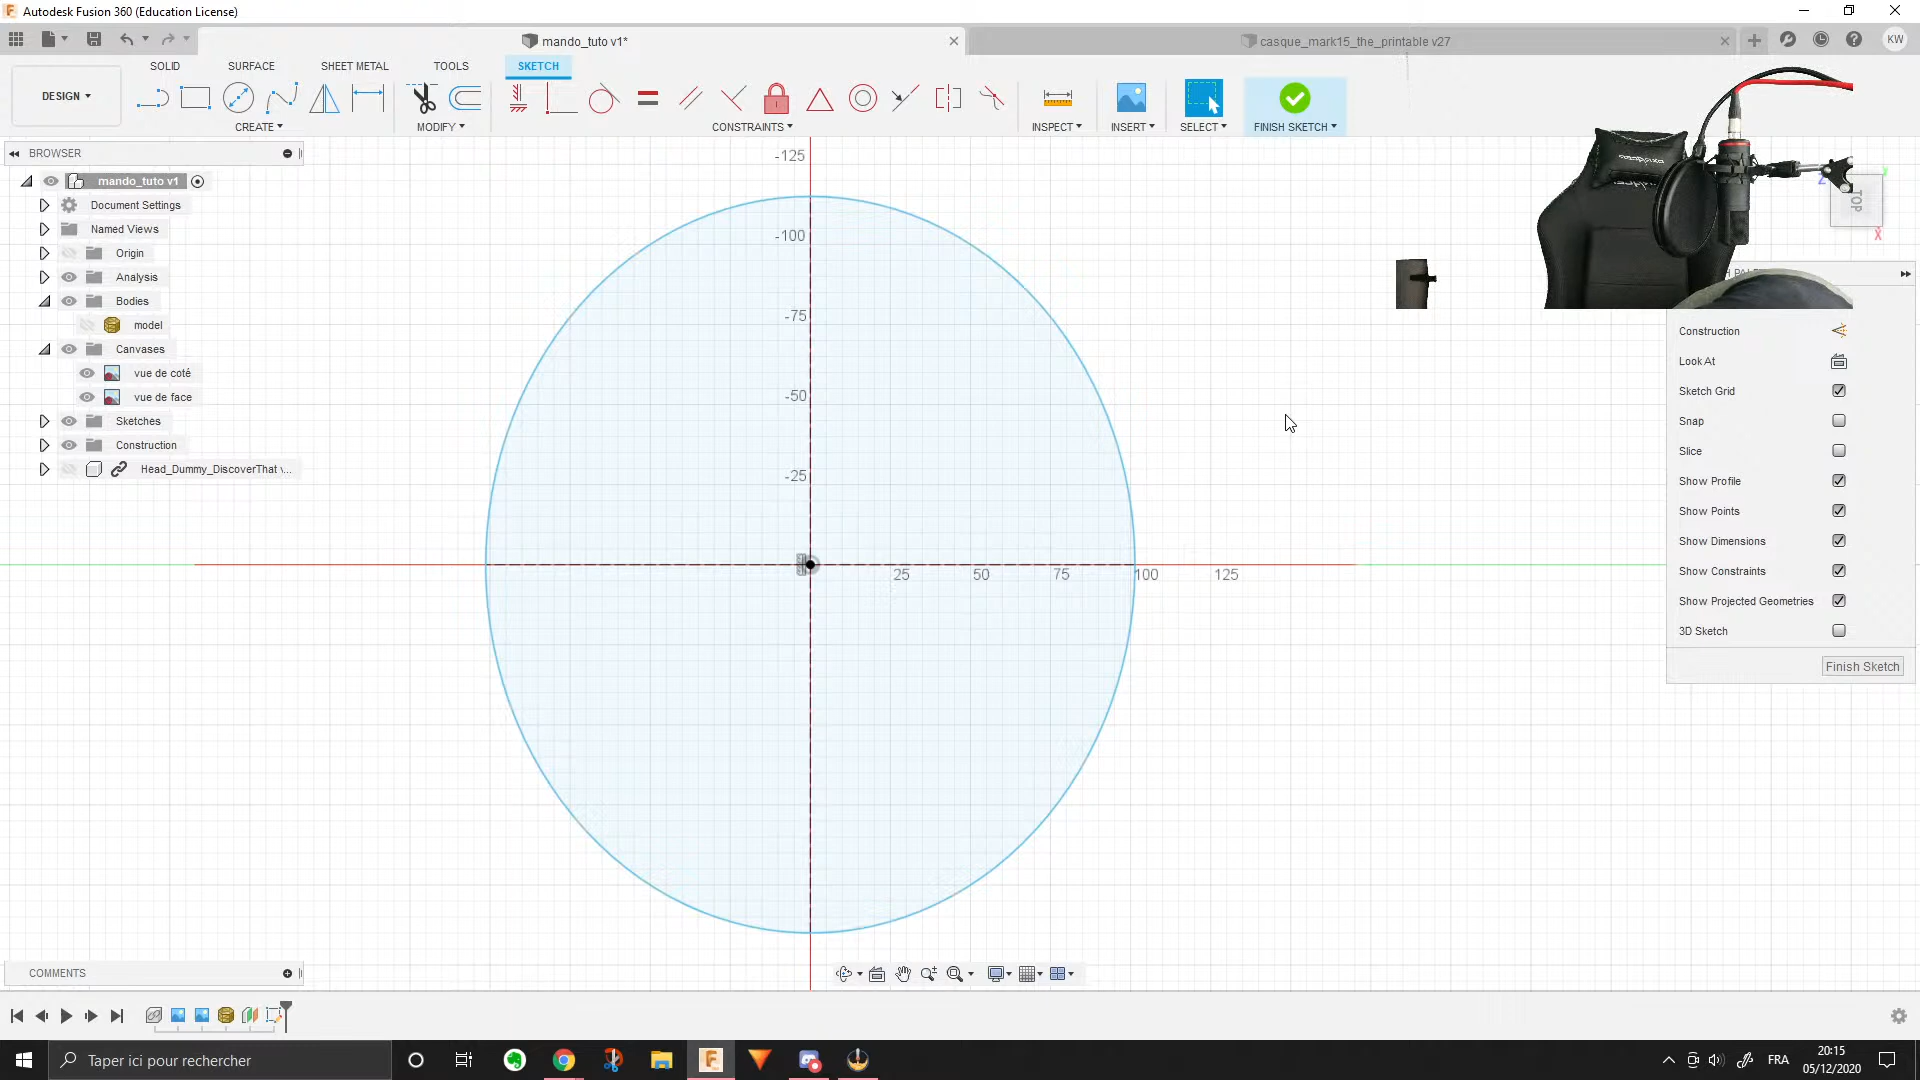 Autodesk Fusion 360 (Education License)
mando_tuto v1*
casque_mark15_the_printable v27
KW
DESIGN
SOLID
SURFACE
SHEET METAL
TOOLS
SKETCH
CREATE
MODIFY
CONSTRAINTS
INSPECT
INSERT
SELECT
FINISH SKETCH
BROWSER
mando_tuto v1
Document Settings
Named Views
Origin
Analysis
Bodies
model
Canvases
vue de coté
vue de face
Sketches
Construction
Head_Dummy_DiscoverThat v...
-125
-100
-75
-50
-25
25
50
75
100
125
TOP
Z
Y
X
Construction
Look At
Sketch Grid
Snap
Slice
Show Profile
Show Points
Show Dimensions
Show Constraints
Show Projected Geometries
3D Sketch
Finish Sketch
COMMENTS
Taper ici pour rechercher
FRA
20:15
05/12/2020